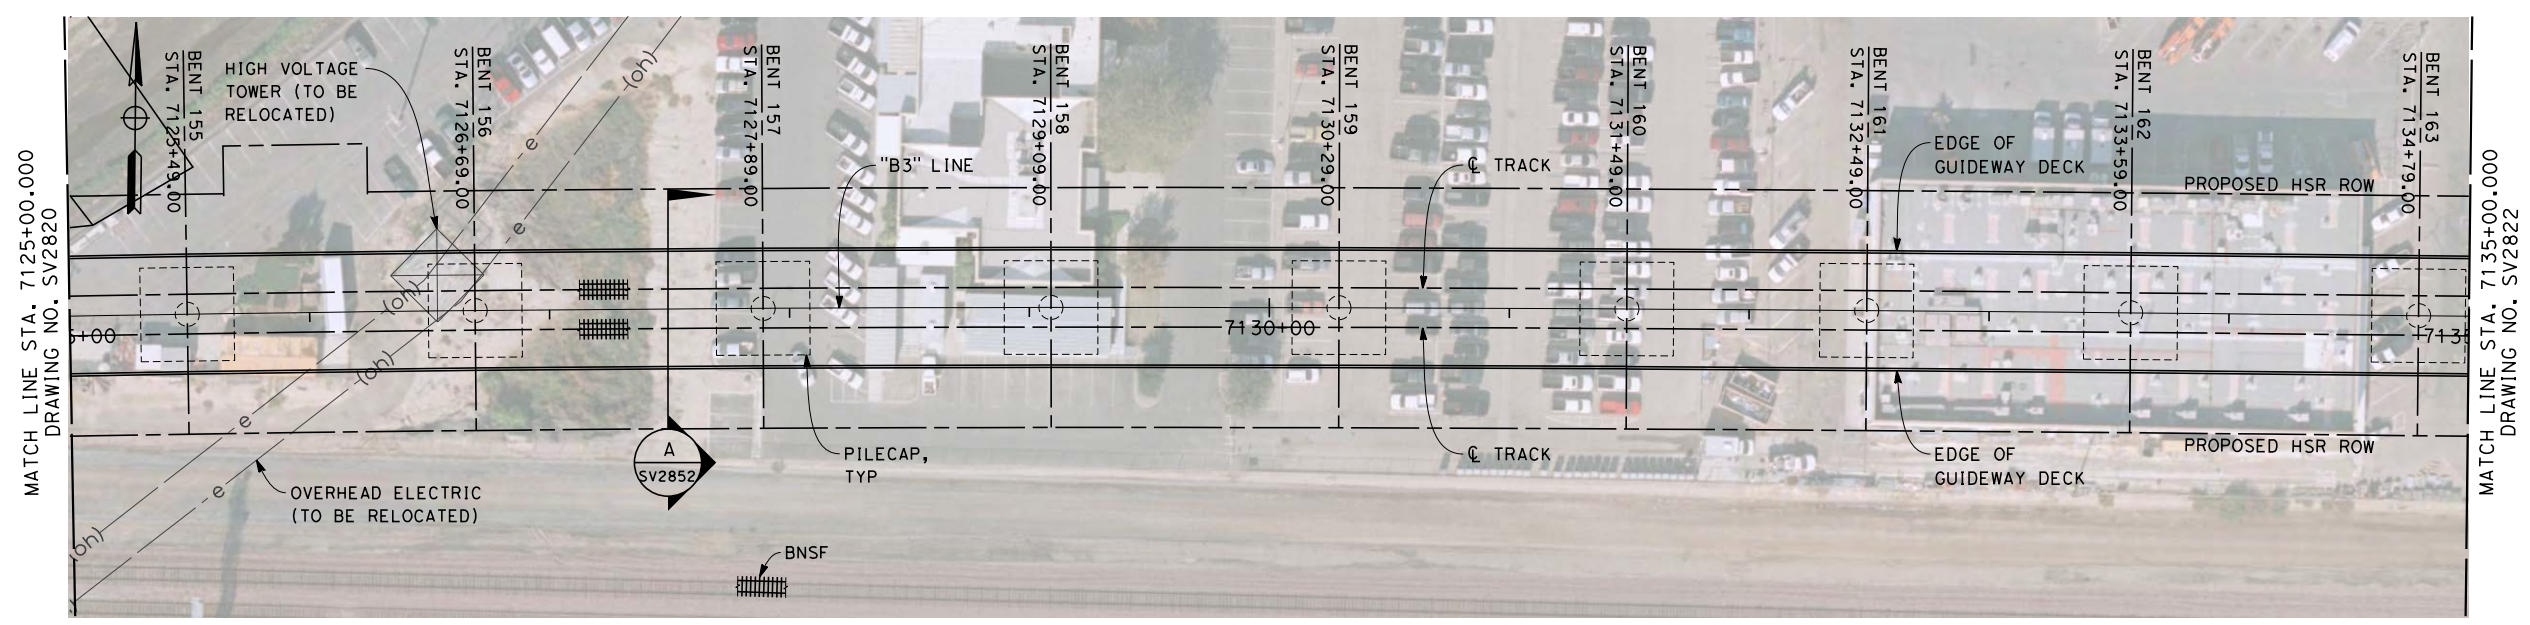 MATCH LINE STA. 7125+00.000
DRAWING NO. SV2820
BENT 155
STA. 7125+49.00
HIGH VOLTAGE
TOWER (TO BE
RELOCATED)
BENT 156
STA. 7126+69.00
(oh)
e
e
BENT 157
STA. 7127+89.00
"B3" LINE
BENT 158
STA. 7129+09.00
BENT 159
STA. 7130+29.00
℄ TRACK
BENT 160
STA. 7131+49.00
BENT 161
STA. 7132+49.00
EDGE OF
GUIDEWAY DECK
BENT 162
STA. 7133+59.00
PROPOSED HSR ROW
BENT 163
STA. 7134+79.00
(oh)
+00
7130+00
713
(oh)
e
e
(oh)
A
SV2852
PILECAP,
TYP
℄ TRACK
EDGE OF
GUIDEWAY DECK
PROPOSED HSR ROW
OVERHEAD ELECTRIC
(TO BE RELOCATED)
BNSF
MATCH LINE STA. 7135+00.000
DRAWING NO. SV2822